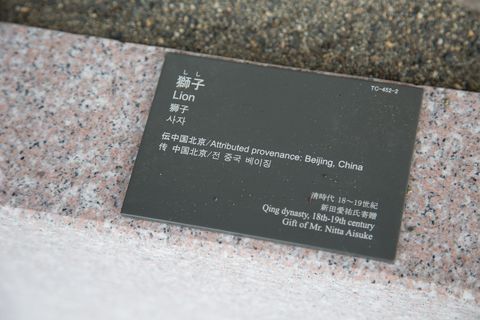 しし
獅子
TC-452-2
Lion
獅子
사자
伝中国北京/Attributed provenance: Beijing, China
传 中国北京/전 중국 베이징
清時代 18～19世紀
新田愛祐氏寄贈
Qing dynasty, 18th-19th century
Gift of Mr. Nitta Aisuke